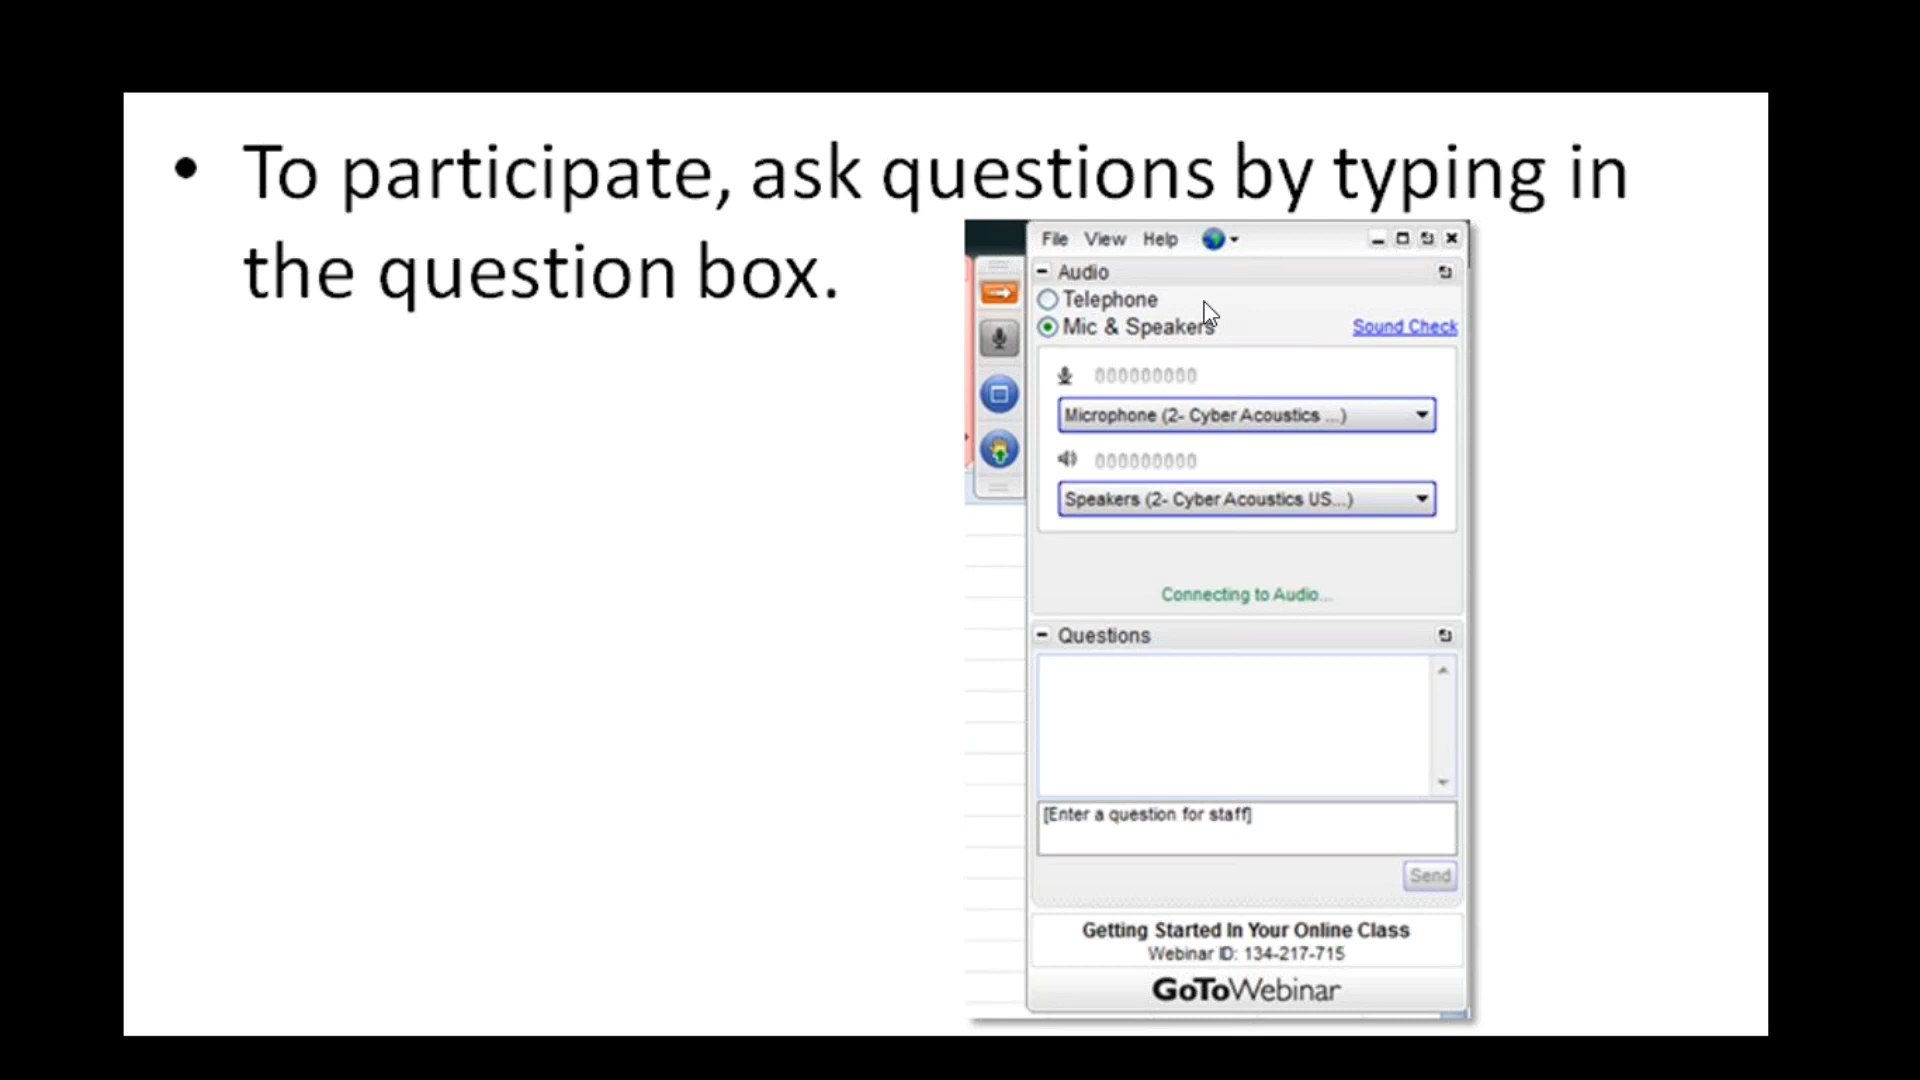 • To participate, ask questions by typing in
the question box.
File View Help
Audio
Telephone
Mic & Speakers Sound Check
000000000
Microphone (2- Cyber Acoustics ...)
000000000
Speakers (2- Cyber Acoustics US...)
Connecting to Audio...
Questions
[Enter a question for staff]
Send
Getting Started In Your Online Class
Webinar ID: 134-217-715
GoToWebinar